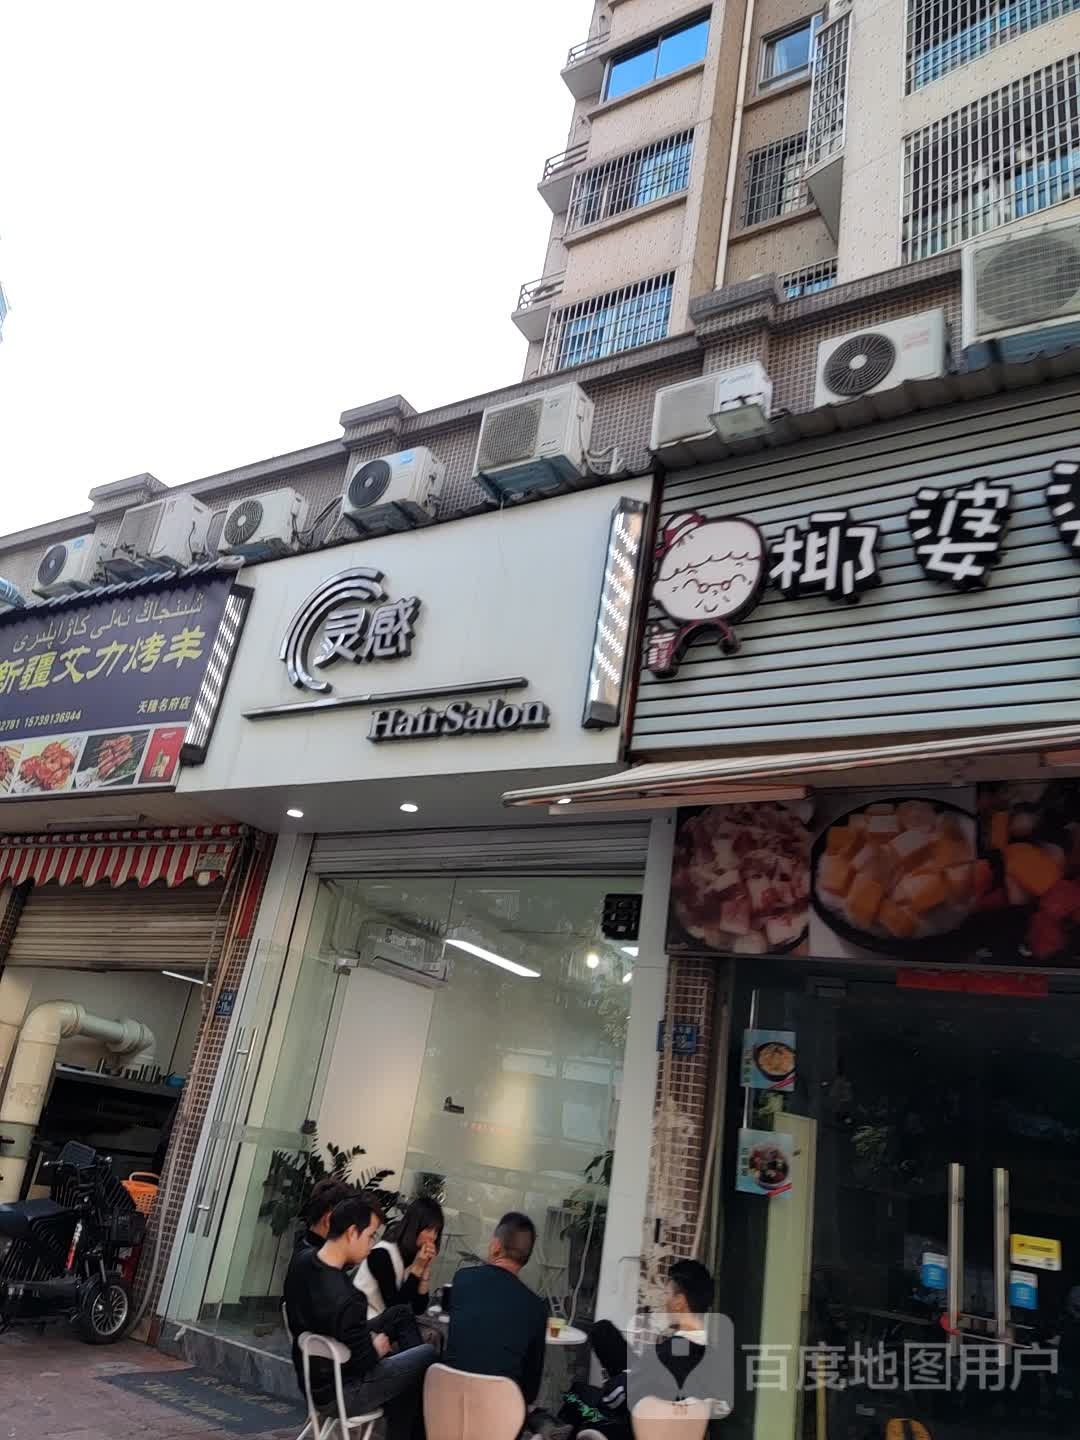 شىنجاڭ ئەلى كاۋاپلىرى
新疆艾力烤羊
2781 15739136944
天隆名府店
灵感
HairSalon
椰婆
百度地图用户